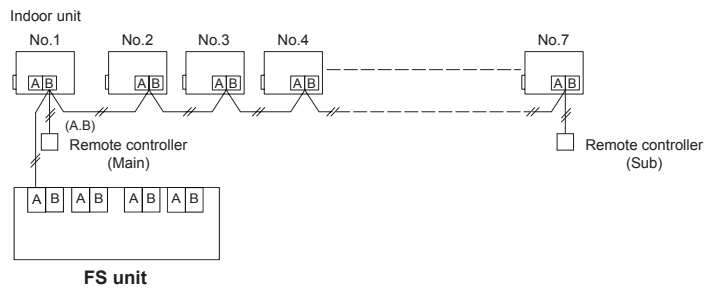 Indoor unit
No.1 No.2 No.3 No.4 No.7
A B A B A B A B A B
(A.B)
Remote controller
(Main)
Remote controller
(Sub)
A B A B A B A B
FS unit